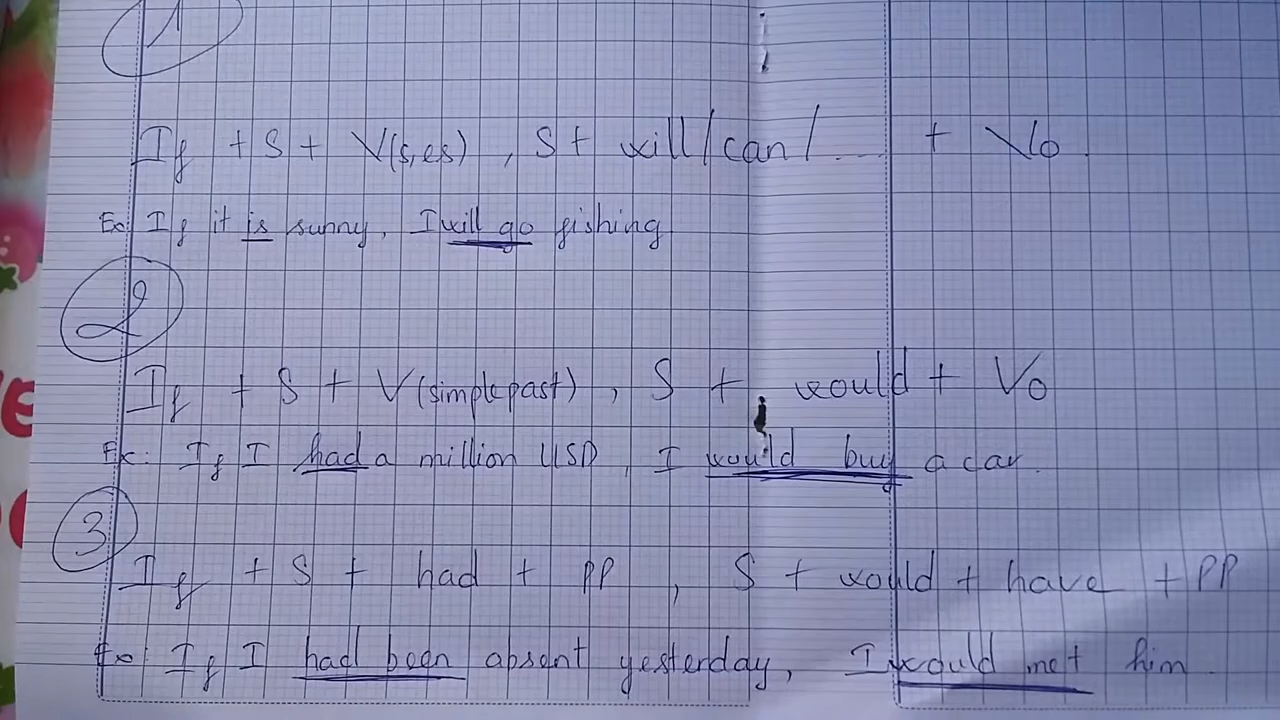 1
If + S + V(s,es) , S + will/can/..... + Vo.
Ex: If it is sunny, I will go fishing
2
If + S + V(simple past) , S + would + Vo
Ex: If I had a million USD, I would buy a car.
3
If + S + had + PP , S + would + have + PP
Ex: If I had been absent yesterday, I would met him.